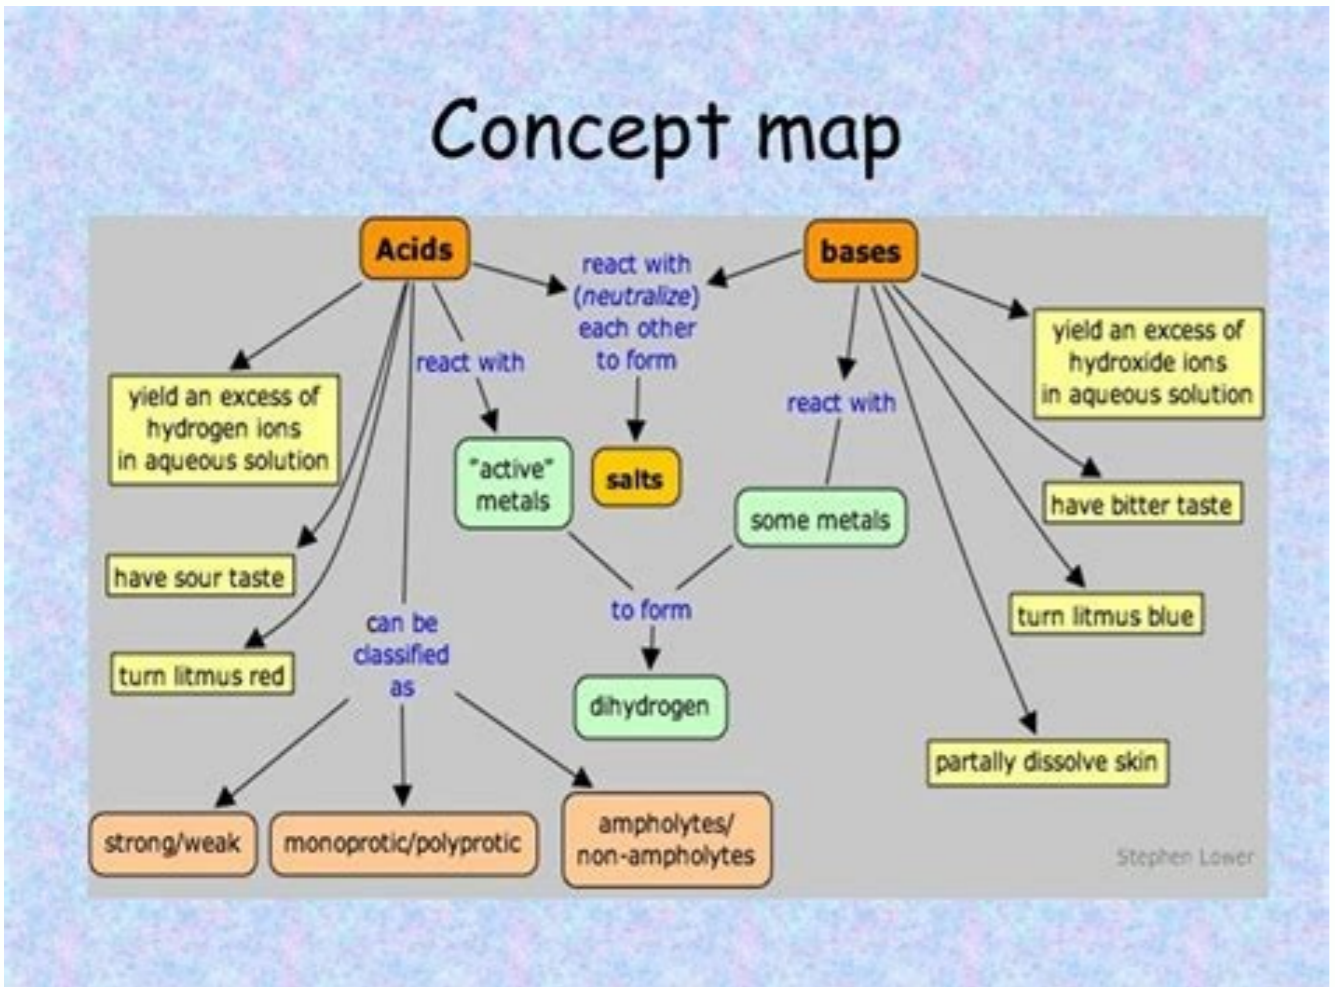 Concept map
Acids
bases
react with
(neutralize)
each other
to form
yield an excess of
hydroxide ions
in aqueous solution
react with
yield an excess of
hydrogen ions
in aqueous solution
react with
"active"
metals
salts
some metals
have bitter taste
have sour taste
to form
turn litmus blue
can be
classified
as
turn litmus red
dihydrogen
partally dissolve skin
strong/weak
monoprotic/polyprotic
ampholytes/
non-ampholytes
Stephen Lower